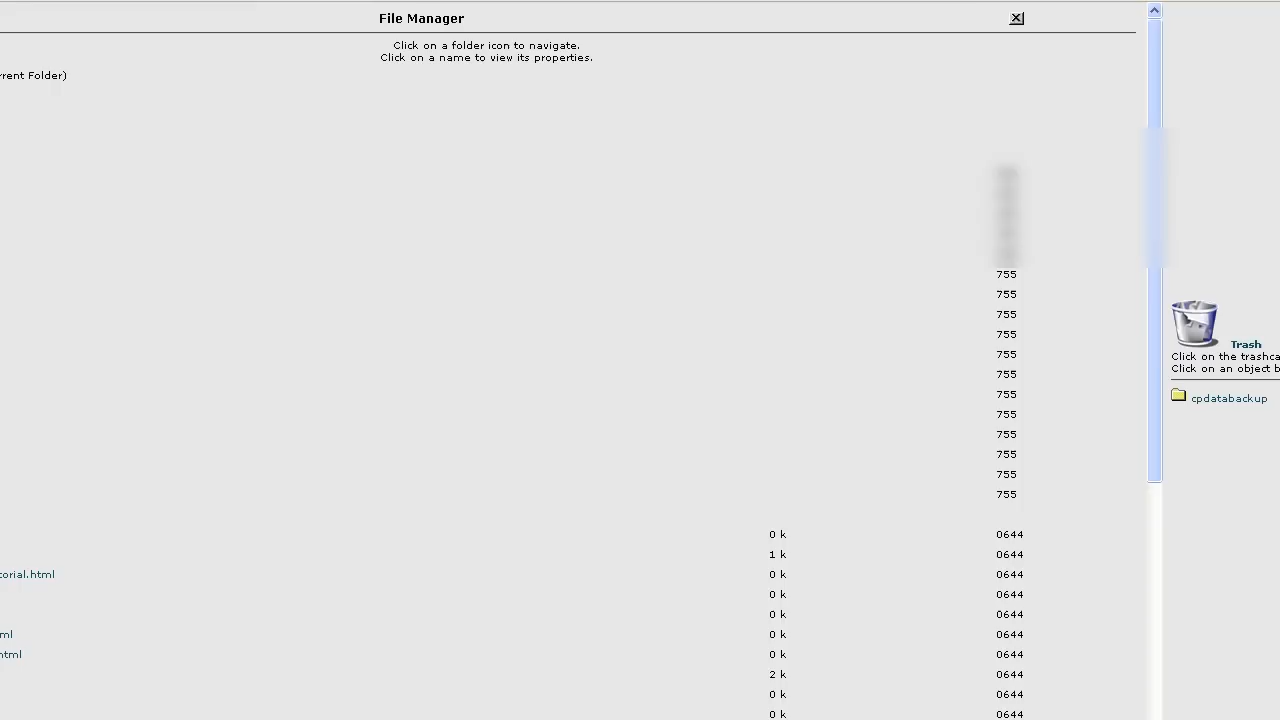 File Manager
Click on a folder icon to navigate.
Click on a name to view its properties.
rrent Folder)
755
755
755
755
755
755
755
755
755
755
755
755
Trash
Click on the trashca
Click on an object b
cpdatabackup
0 k 0644
1 k 0644
torial.html 0 k 0644
0 k 0644
0 k 0644
ml 0 k 0644
html 0 k 0644
2 k 0644
0 k 0644
0 k 0644